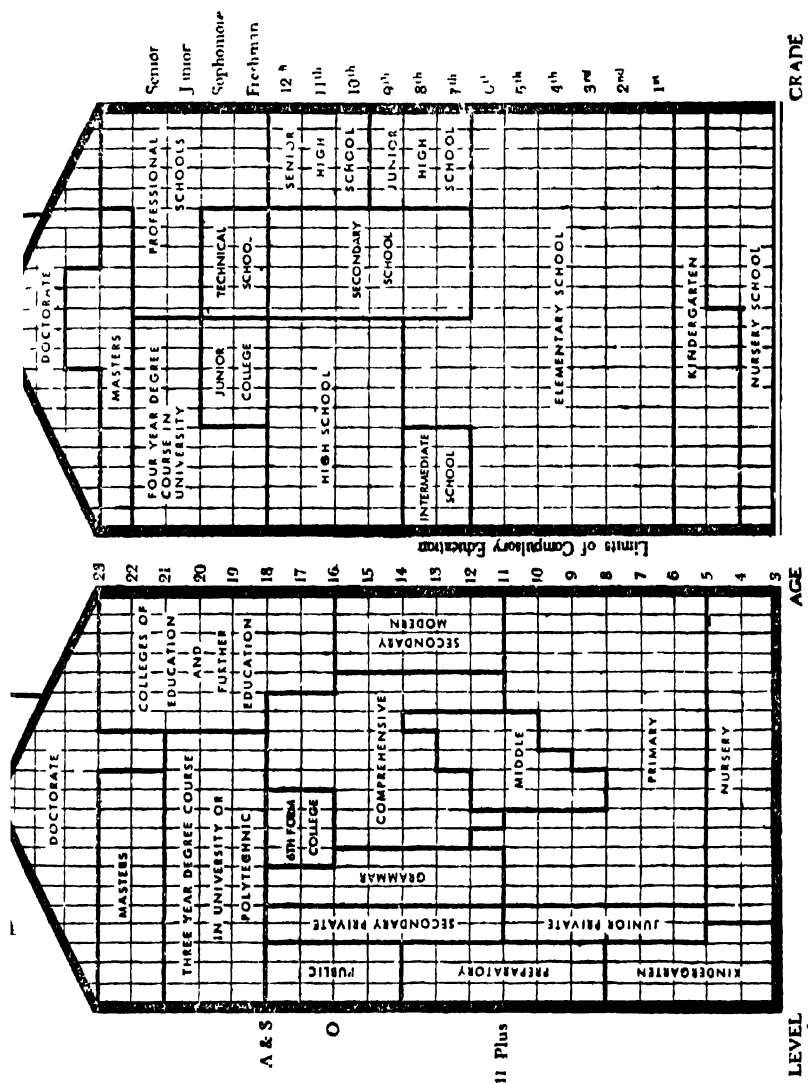 DOCTORATE
MASTERS
THREE YEAR DEGREE COURSE
IN UNIVERSITY OR
POLYTECHNIC
COLLEGES OF
EDUCATION
AND
FURTHER
EDUCATION
6TH FORM
COLLEGE
PUBLIC
SECONDARY PRIVATE
GRAMMAR
COMPREHENSIVE
SECONDARY
MODERN
PREPARATORY
JUNIOR PRIVATE
MIDDLE
PRIMARY
KINDERGARTEN
NURSERY
A & S
O
11 Plus
LEVEL
23
22
21
20
19
18
17
16
15
14
13
12
11
10
9
8
7
6
5
4
3
AGE
Limits of Compulsory Education
DOCTORATE
MASTERS
FOUR YEAR DEGREE
COURSE IN
UNIVERSITY
PROFESSIONAL
SCHOOLS
JUNIOR
COLLEGE
TECHNICAL
SCHOOL
HIGH SCHOOL
SECONDARY
SCHOOL
SENIOR
HIGH
SCHOOL
JUNIOR
HIGH
SCHOOL
INTERMEDIATE
SCHOOL
ELEMENTARY SCHOOL
KINDERGARTEN
NURSERY SCHOOL
Senior
Junior
Sophomore
Freshman
12th
11th
10th
9th
8th
7th
6th
5th
4th
3rd
2nd
1st
GRADE